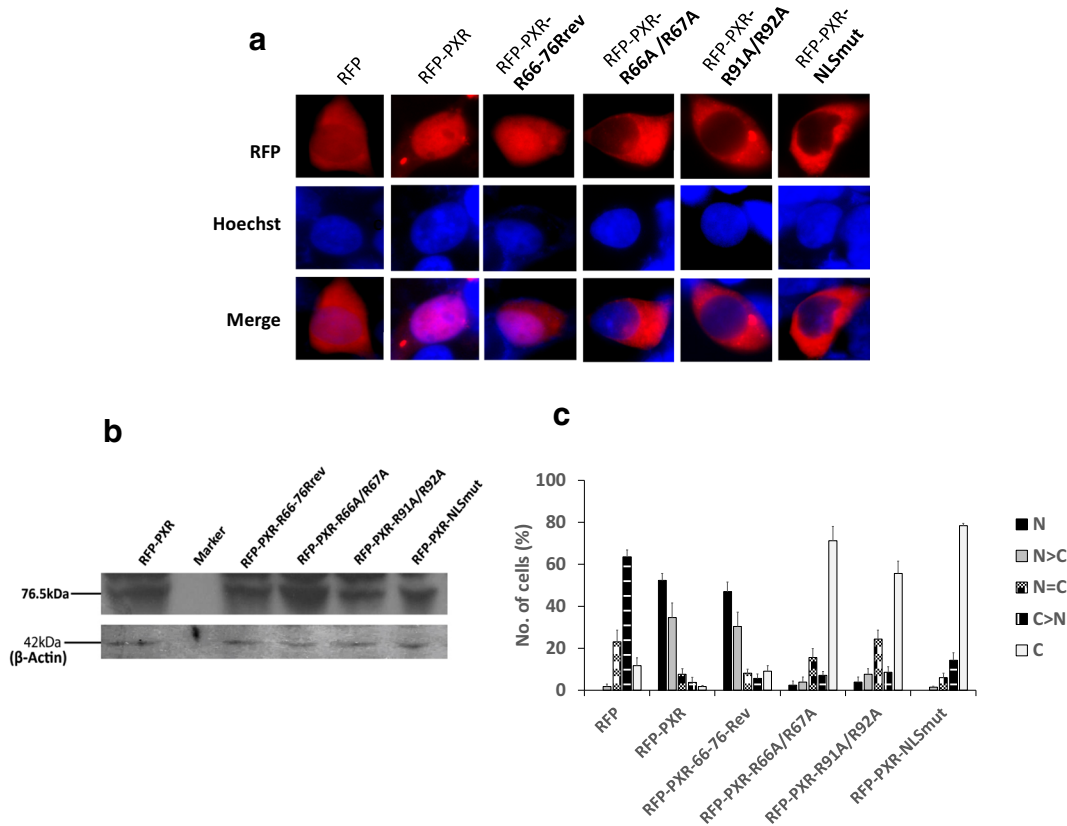 a
RFP
RFP-PXR
RFP-PXR-
R66-76Rrev
RFP-PXR-
R66A /R67A
RFP-PXR-
R91A/R92A
RFP-PXR-
NLSmut
RFP
Hoechst
Merge
b
RFP-PXR
Marker
RFP-PXR-R66-76Rrev
RFP-PXR-R66A/R67A
RFP-PXR-R91A/R92A
RFP-PXR-NLSmut
76.5kDa
42kDa
(β-Actin)
c
No. of cells (%)
100
80
60
40
20
0
RFP
RFP-PXR
RFP-PXR-66-76-Rev
RFP-PXR-R66A/R67A
RFP-PXR-R91A/R92A
RFP-PXR-NLSmut
N
N>C
N=C
C>N
C